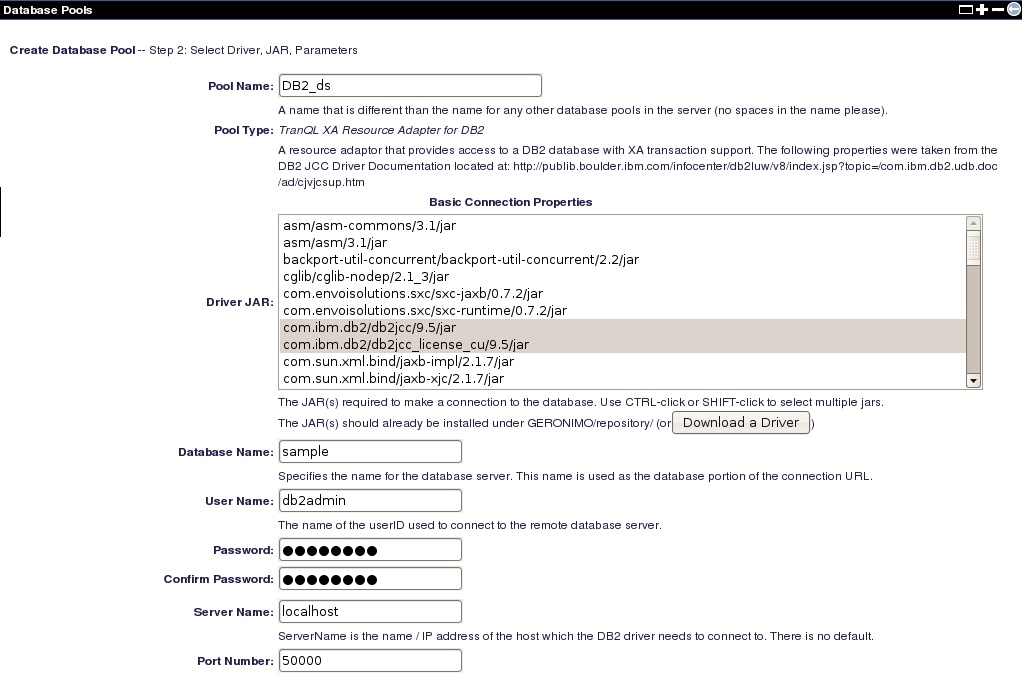 Database Pools
Create Database Pool -- Step 2: Select Driver, JAR, Parameters
Pool Name: DB2_ds
A name that is different than the name for any other database pools in the server (no spaces in the name please).
Pool Type: TranQL XA Resource Adapter for DB2
A resource adaptor that provides access to a DB2 database with XA transaction support. The following properties were taken from the
DB2 JCC Driver Documentation located at: http://publib.boulder.ibm.com/infocenter/db2luw/v8/index.jsp?topic=/com.ibm.db2.udb.doc
/ad/cjvjcsup.htm
Basic Connection Properties
Driver JAR:
asm/asm-commons/3.1/jar
asm/asm/3.1/jar
backport-util-concurrent/backport-util-concurrent/2.2/jar
cglib/cglib-nodep/2.1_3/jar
com.envoisolutions.sxc/sxc-jaxb/0.7.2/jar
com.envoisolutions.sxc/sxc-runtime/0.7.2/jar
com.ibm.db2/db2jcc/9.5/jar
com.ibm.db2/db2jcc_license_cu/9.5/jar
com.sun.xml.bind/jaxb-impl/2.1.7/jar
com.sun.xml.bind/jaxb-xjc/2.1.7/jar
The JAR(s) required to make a connection to the database. Use CTRL-click or SHIFT-click to select multiple jars.
The JAR(s) should already be installed under GERONIMO/repository/ (or Download a Driver )
Database Name: sample
Specifies the name for the database server. This name is used as the database portion of the connection URL.
User Name: db2admin
The name of the userID used to connect to the remote database server.
Password: ●●●●●●●●
Confirm Password: ●●●●●●●●
Server Name: localhost
ServerName is the name / IP address of the host which the DB2 driver needs to connect to. There is no default.
Port Number: 50000